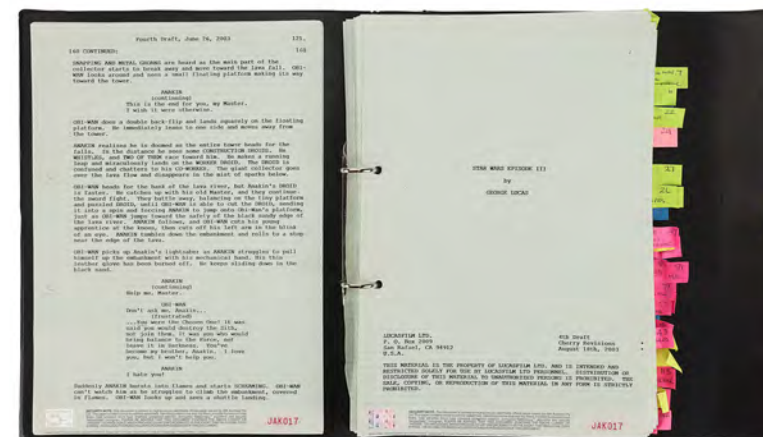 Fourth Draft, June 26, 2003 125.
160 CONTINUED: 160
SNAPPING AND METAL GROANS are heard as the main part of the
collector starts to break away and move toward the lava fall. OBI-
WAN looks around and sees a small floating platform making its way
toward the tower.
ANAKIN
(continuing)
This is the end for you, my Master.
I wish it were otherwise.
OBI-WAN does a double back-flip and lands squarely on the floating
platform. He immediately leans to one side and moves away from
the tower.
ANAKIN realizes he is doomed as the entire tower heads for the
falls. In the distance he sees some CONSTRUCTION DROIDS. He
WHISTLES, and TWO OF THEM race toward him. He makes a running
leap and miraculously lands on the WORKER DROID. The DROID is
confused and chatters to his CO-WORKER. The giant collector goes
over the lava flow and disappears in the mist of sparks below.
OBI-WAN heads for the bank of the lava river, but Anakin's DROID
is faster. He catches up with his old Master, and they continue
the sword fight. They battle away, balancing on the tiny platform
and puzzled DROID, until OBI-WAN is able to cut the DROID, sending
it into a spin and forcing ANAKIN to jump onto Obi-Wan's platform,
just as OBI-WAN jumps toward the safety of the black sandy edge of
the lava river. ANAKIN follows, and OBI-WAN cuts his young
apprentice at the knees, then cuts off his left arm in the blink
of an eye. ANAKIN tumbles down the embankment and rolls to a stop
near the edge of the lava.
OBI-WAN picks up Anakin's lightsaber as ANAKIN struggles to pull
himself up the embankment with his mechanical hand. His thin
leather glove has been burned off. He keeps sliding down in the
black sand.
ANAKIN
(continuing)
Help me, Master.
OBI-WAN
Don't ask me, Anakin...
(frustrated)
...You were the Chosen One! It was
said you would destroy the Sith,
not join them, it was you who would
bring balance to the Force, not
leave it in Darkness. You've
become my brother, Anakin. I love
you, but I won't help you.
ANAKIN
I hate you!
Suddenly ANAKIN bursts into flames and starts SCREAMING. OBI-WAN
can't watch him as he struggles to climb the embankment, covered
in flames. OBI-WAN looks up and sees a shuttle landing.
JAK017
STAR WARS EPISODE III
by
GEORGE LUCAS
LUCASFILM LTD.
P. O. Box 2009
San Rafael, CA 94912
U.S.A.
4th Draft
Cherry Revisions
August 18th, 2003
THIS MATERIAL IS THE PROPERTY OF LUCASFILM LTD. AND IS INTENDED AND
RESTRICTED SOLELY FOR USE BY LUCASFILM LTD PERSONNEL. DISTRIBUTION OR
DISCLOSURE OF THIS MATERIAL TO UNAUTHORIZED PERSONS IS PROHIBITED. THE
SALE, COPYING, OR REPRODUCTION OF THIS MATERIAL IN ANY FORM IS STRICTLY
PROHIBITED.
JAK017